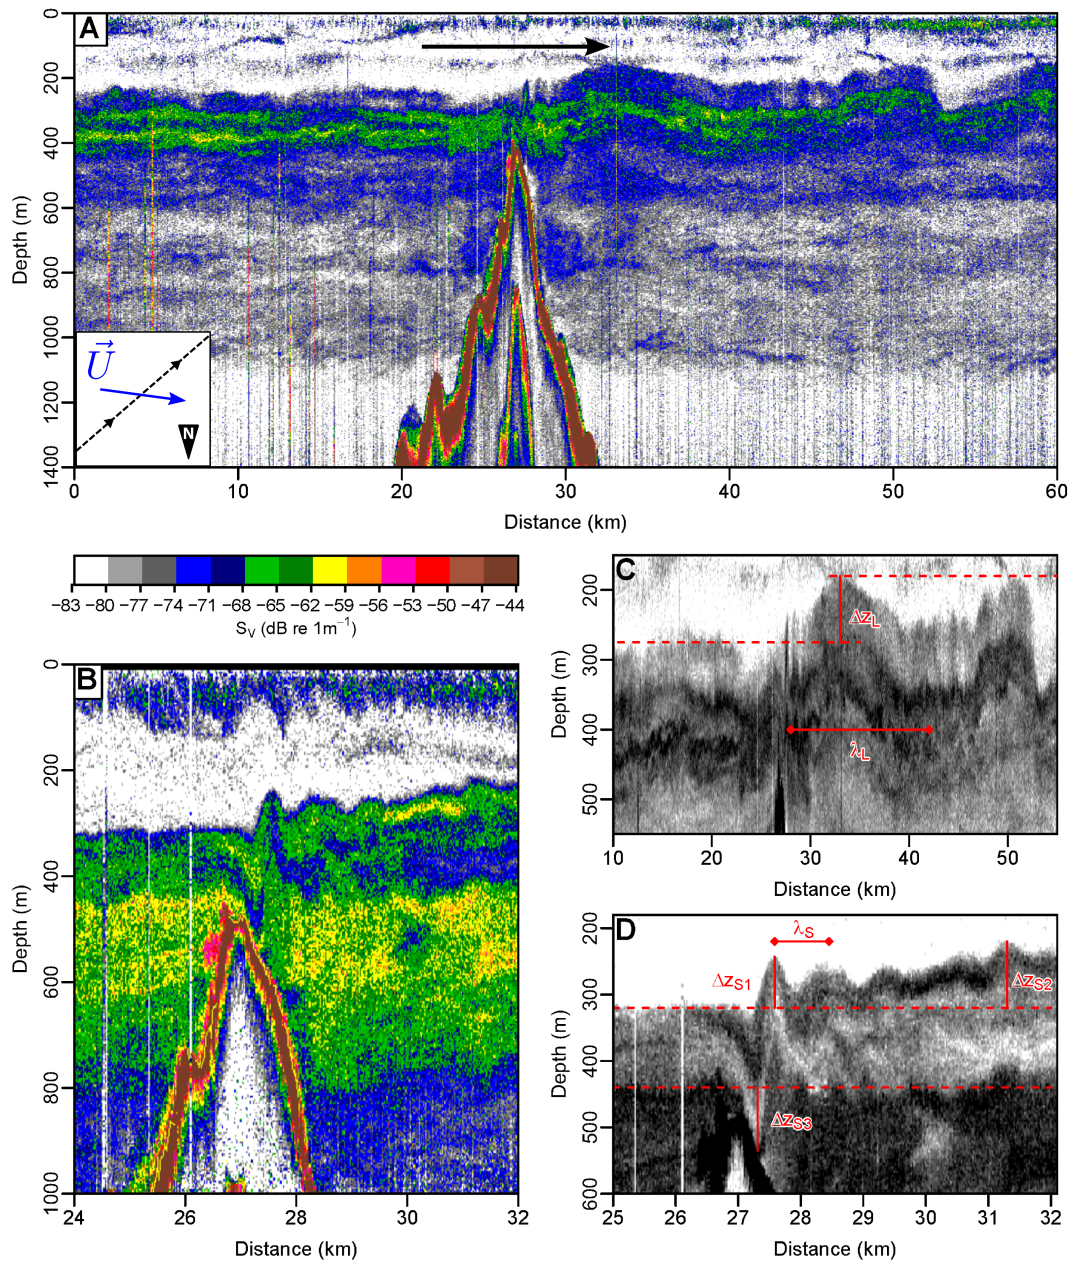 A
0
200
400
600
800
1000
1200
1400
Depth (m)
U
N
0 10 20 30 40 50 60
Distance (km)
−83 −80 −77 −74 −71 −68 −65 −62 −59 −56 −53 −50 −47 −44
SV (dB re 1m−1)
B
0
200
400
600
800
1000
Depth (m)
24 26 28 30 32
Distance (km)
C
200
300
400
500
Depth (m)
ΔzL
λL
10 20 30 40 50
Distance (km)
D
200
300
400
500
600
Depth (m)
λS
ΔzS1
ΔzS2
ΔzS3
25 26 27 28 29 30 31 32
Distance (km)